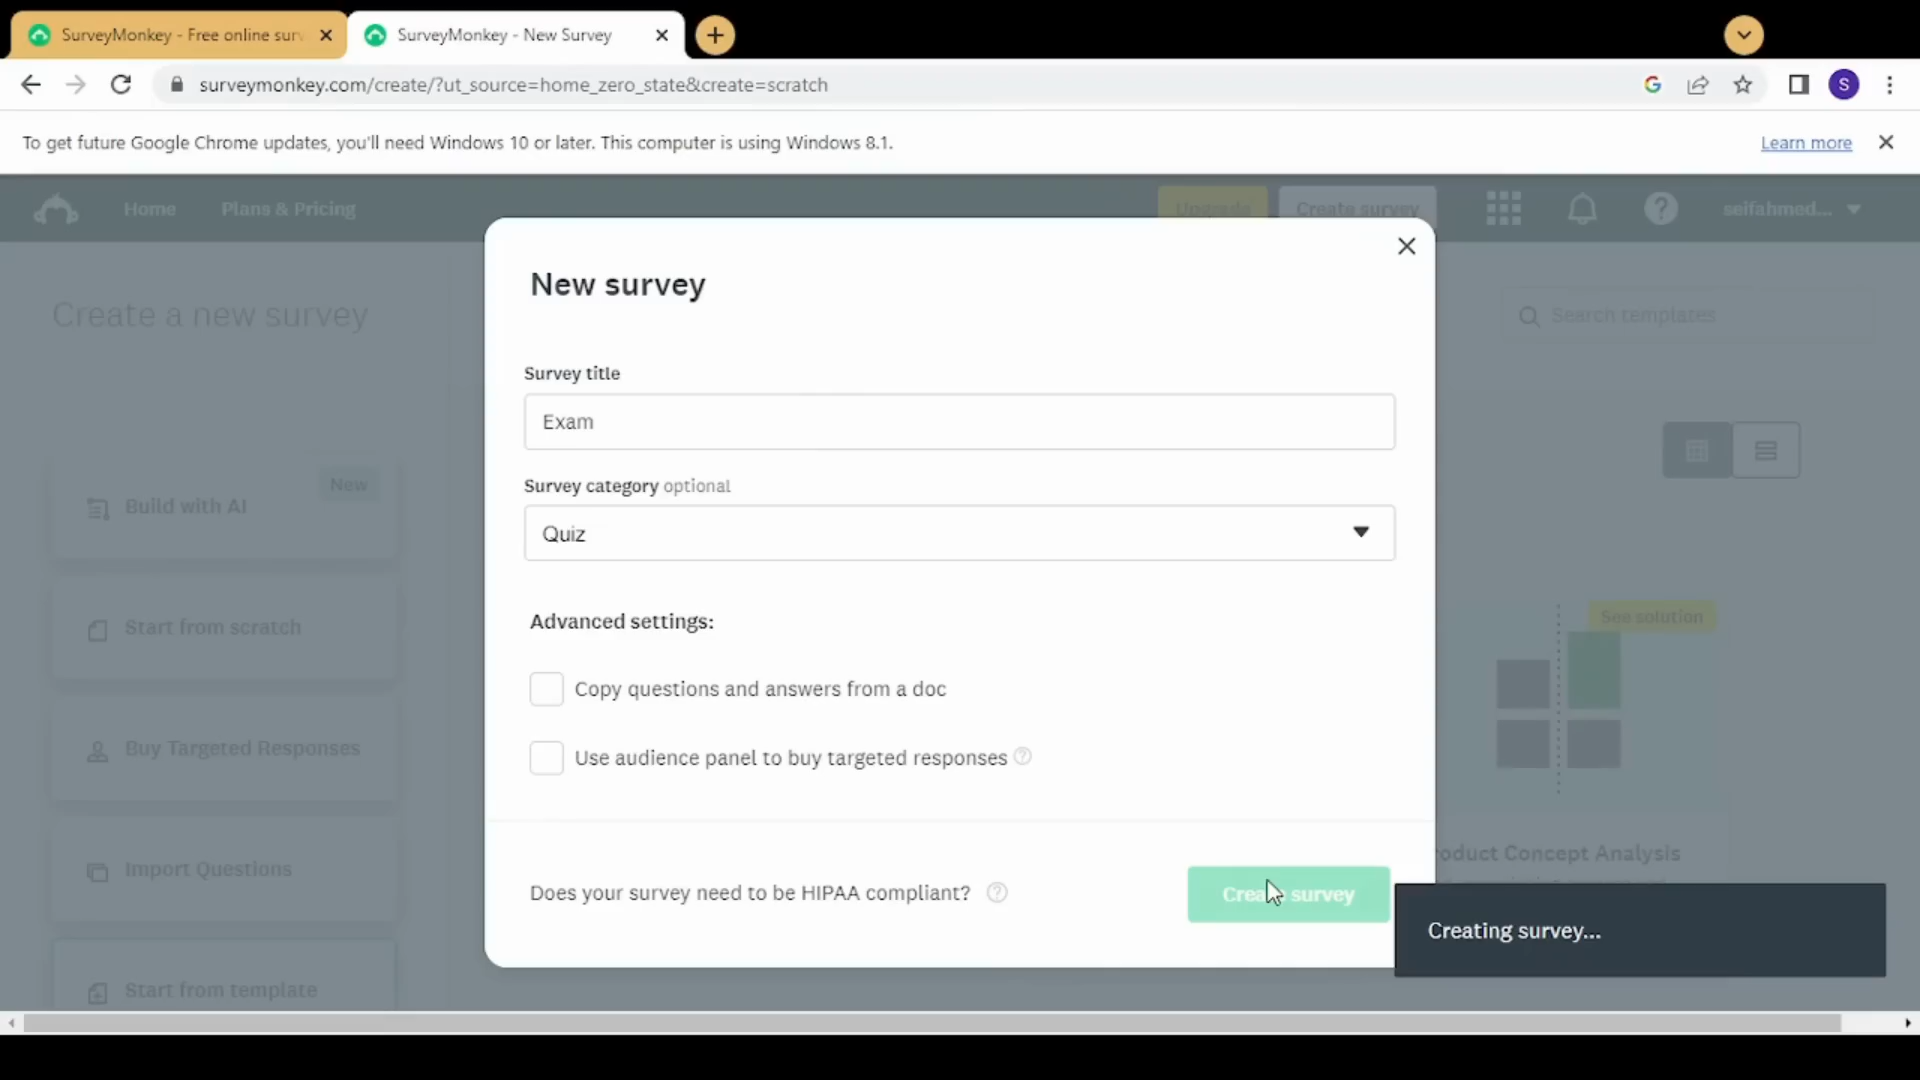 SurveyMonkey - Free online sur
SurveyMonkey - New Survey
surveymonkey.com/create/?ut_source=home_zero_state&create=scratch
S
To get future Google Chrome updates, you'll need Windows 10 or later. This computer is using Windows 8.1.
Learn more
Home
Plans & Pricing
Upgrade
Create survey
seifahmed...
Create a new survey
Search templates
New survey
Survey title
Exam
Survey category optional
Quiz
Advanced settings:
Copy questions and answers from a doc
Use audience panel to buy targeted responses
Does your survey need to be HIPAA compliant?
Create survey
New
Build with AI
Start from scratch
Buy Targeted Responses
Import Questions
Start from template
See solution
oduct Concept Analysis
Creating survey...